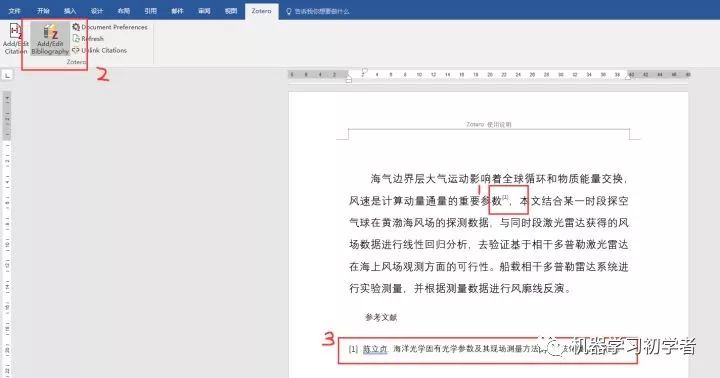 文件 开始 插入 设计 布局 引用 邮件 审阅 视图 Zotero 告诉我你想要做什么
Add/Edit Citation
Add/Edit Bibliography
Document Preferences
Refresh
Unlink Citations
Zotero
2
Zotero 使用说明
海气边界层大气运动影响着全球循环和物质能量交换，
1
风速是计算动量通量的重要参数[1]，本文结合某一时段探空
气球在黄渤海风场的探测数据，与同时段激光雷达获得的风
场数据进行线性回归分析，去验证基于相干多普勒激光雷达
在海上风场观测方面的可行性。船载相干多普勒雷达系统进
行实验测量，并根据测量数据进行风廓线反演。
参考文献
3
[1] 陈立贞 海洋光学固有光学参数及其现场测量方法
机器学习初学者